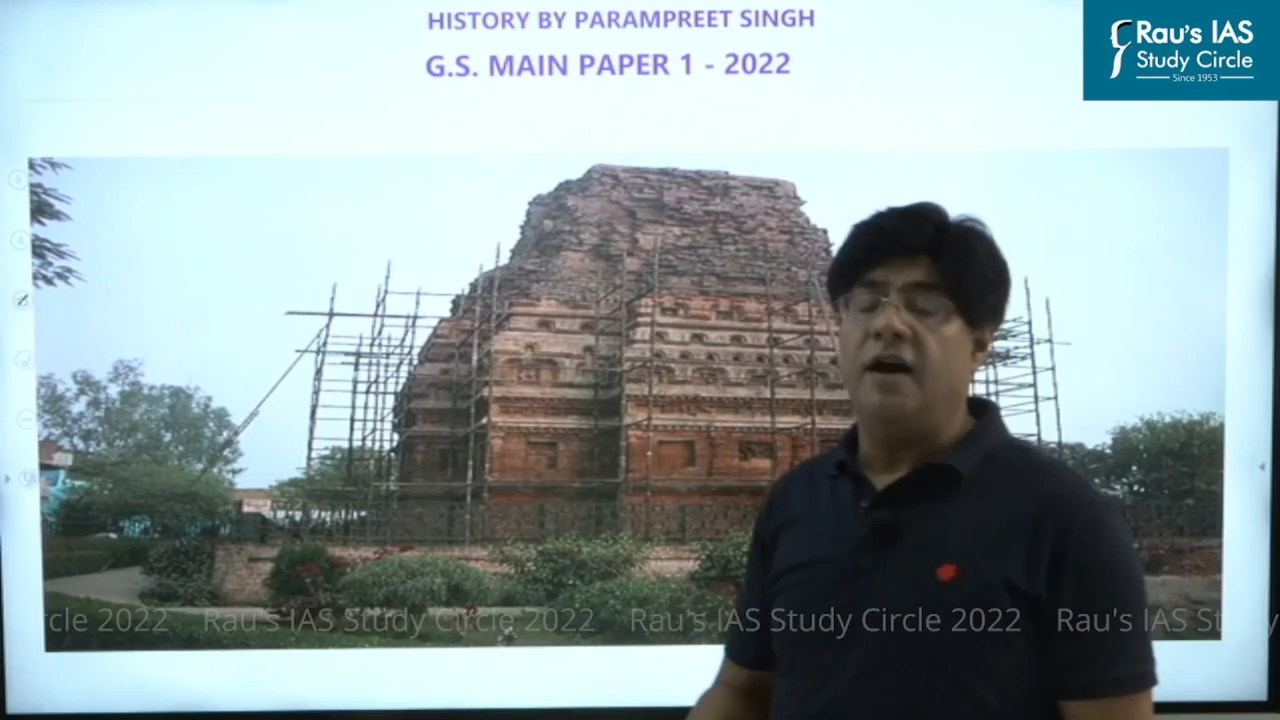 HISTORY BY PARAMPREET SINGH
G.S. MAIN PAPER 1 - 2022
Rau's IAS
Study Circle
Since 1953
cle 2022 Rau's IAS Study Circle 2022 Rau's IAS Study Circle 2022 Rau's IAS St